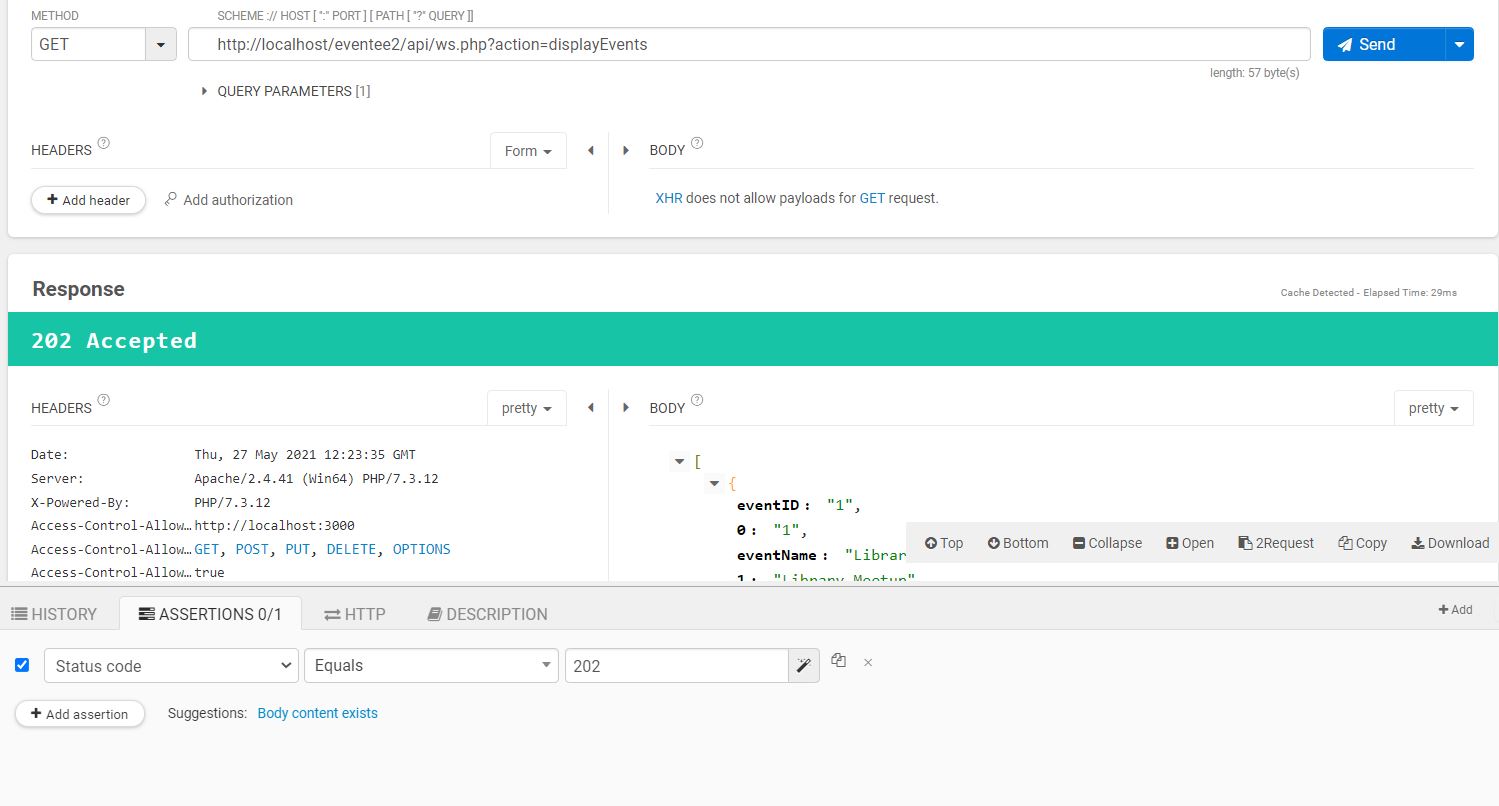 METHOD
SCHEME :// HOST [ ":" PORT ] [ PATH [ "?" QUERY ]]
GET
http://localhost/eventee2/api/ws.php?action=displayEvents
Send
length: 57 byte(s)
QUERY PARAMETERS [1]
HEADERS ?
Form
BODY ?
+ Add header
Add authorization
XHR does not allow payloads for GET request.
Response
Cache Detected - Elapsed Time: 29ms
202 Accepted
HEADERS ?
pretty
BODY ?
pretty
Date: Thu, 27 May 2021 12:23:35 GMT
Server: Apache/2.4.41 (Win64) PHP/7.3.12
X-Powered-By: PHP/7.3.12
Access-Control-Allow… http://localhost:3000
Access-Control-Allow… GET, POST, PUT, DELETE, OPTIONS
Access-Control-Allow… true
[
{
eventID : "1",
0 : "1",
eventName : "Librar
1 : "Library Meetup"
Top
Bottom
Collapse
Open
2Request
Copy
Download
HISTORY
ASSERTIONS 0/1
HTTP
DESCRIPTION
+ Add
Status code
Equals
202
×
+ Add assertion
Suggestions: Body content exists